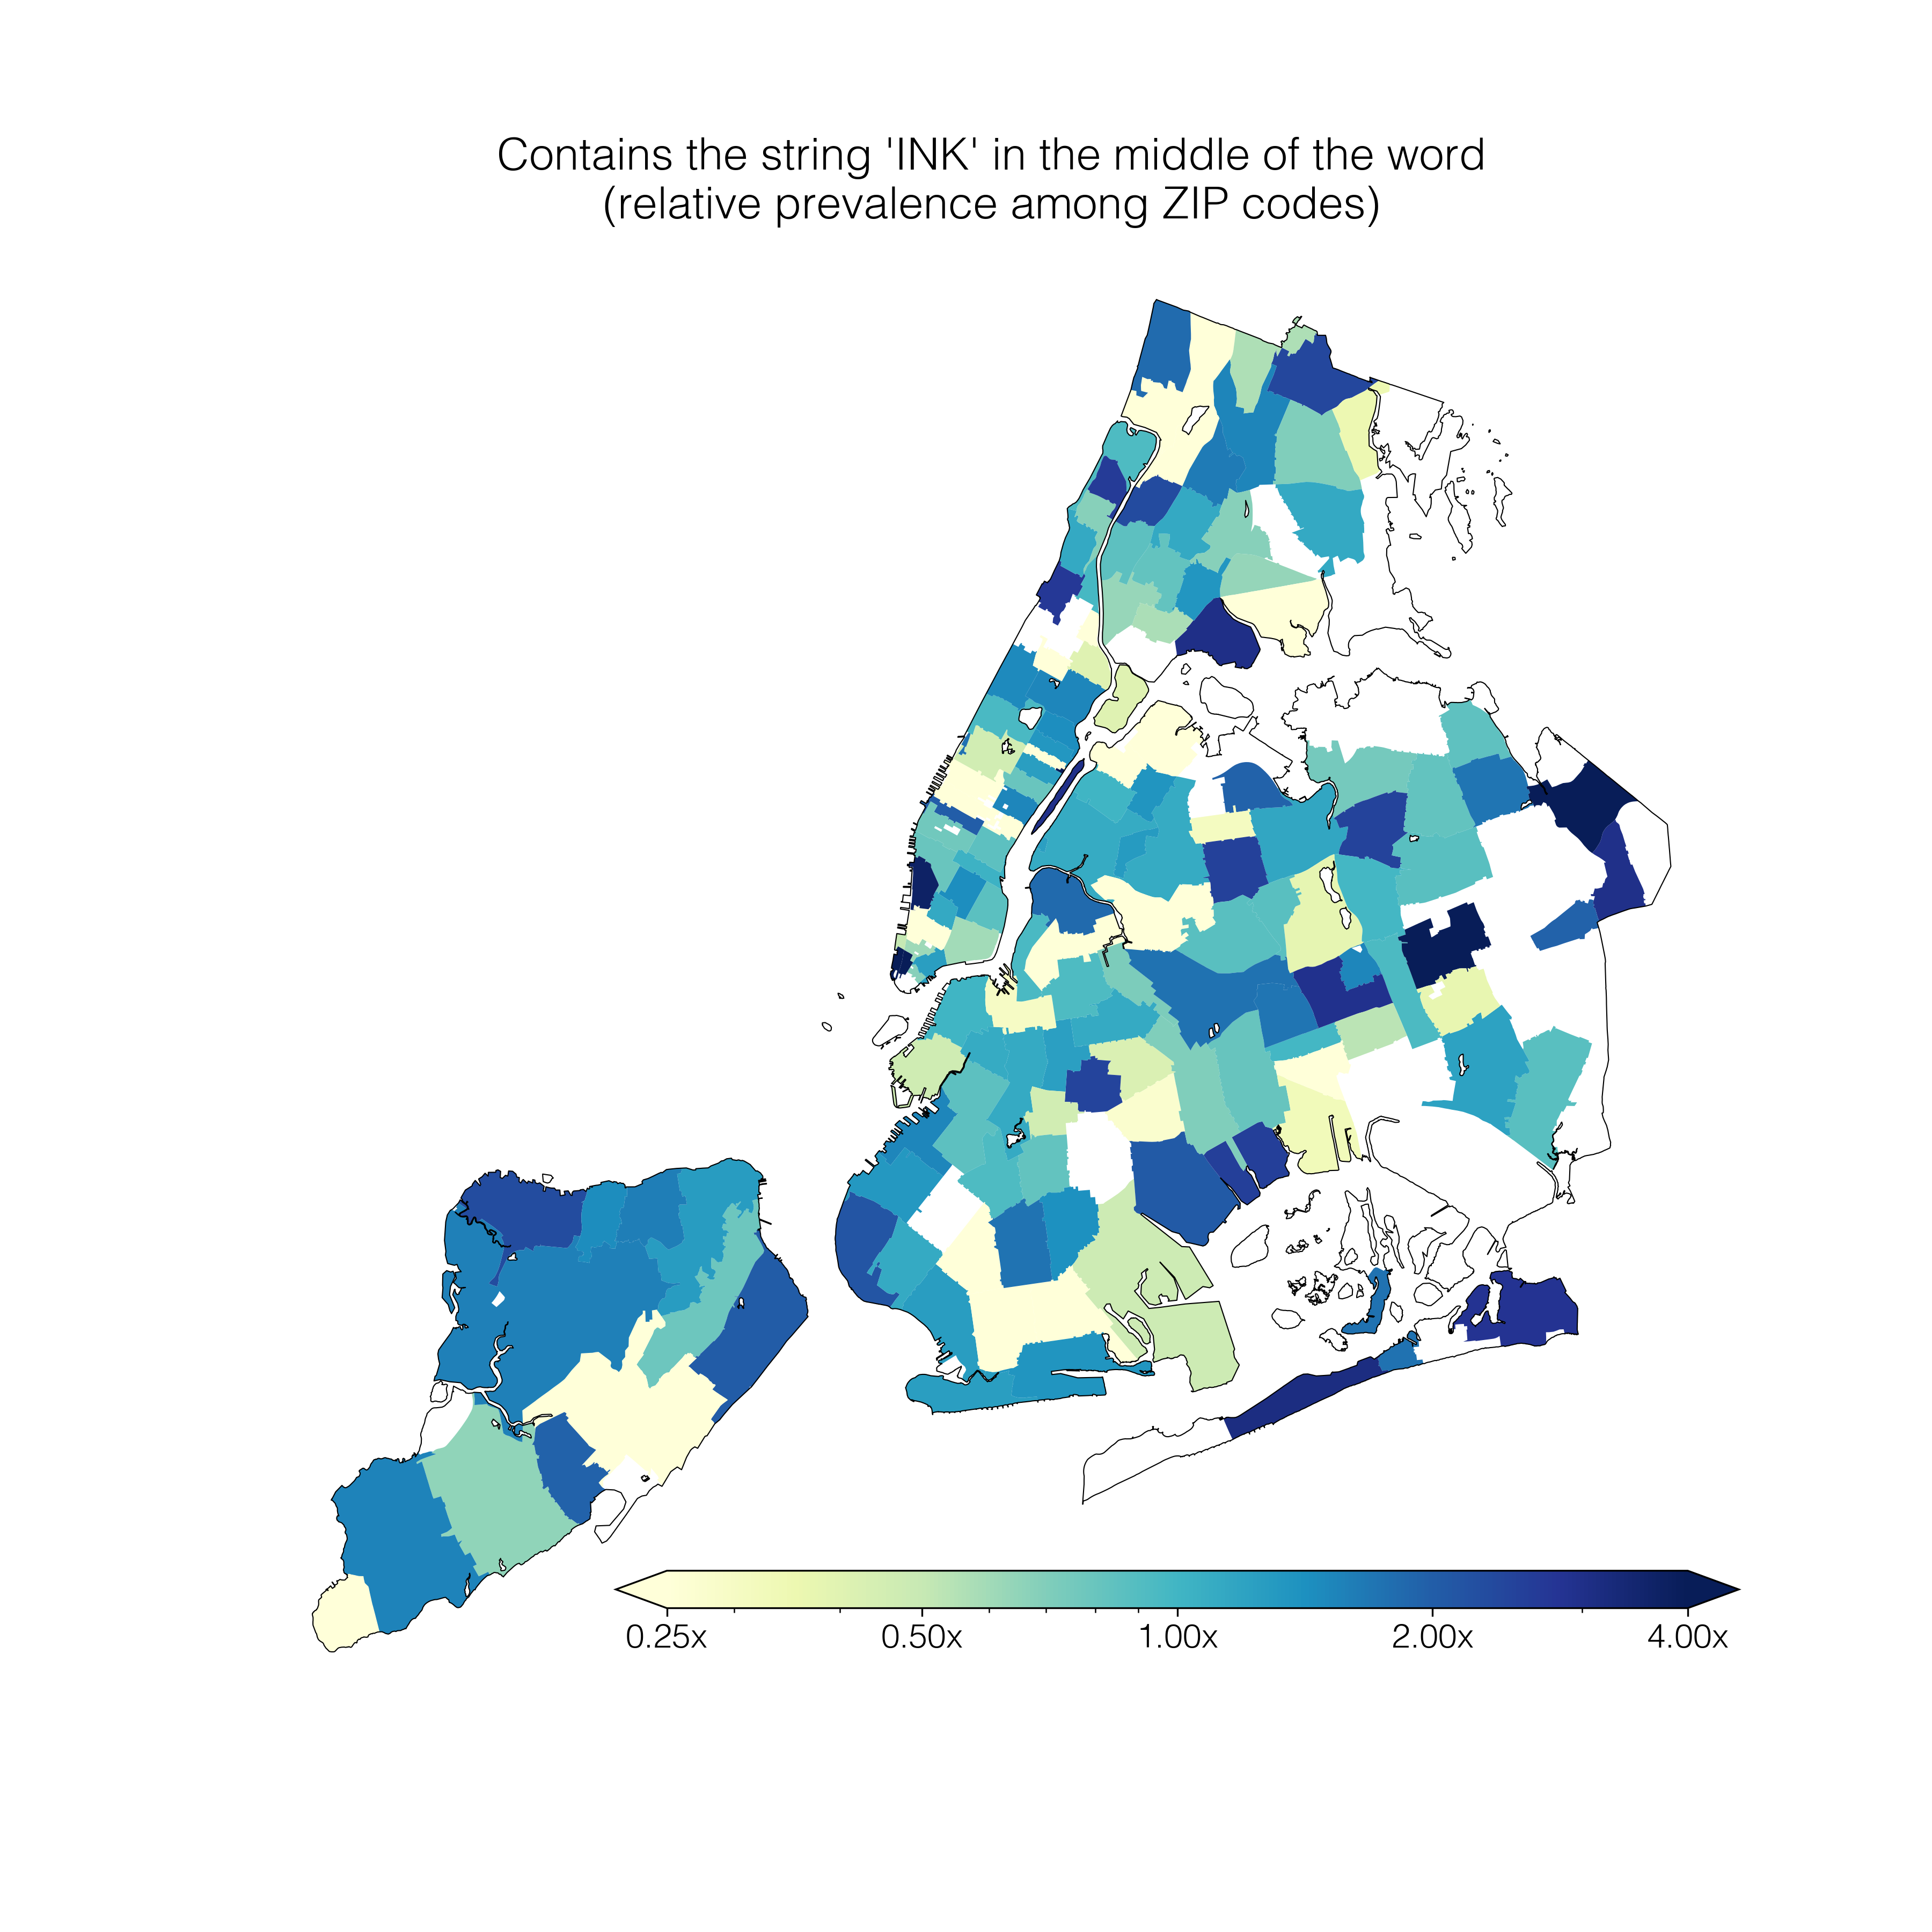 Contains the string 'INK' in the middle of the word
(relative prevalence among ZIP codes)
0.25x 0.50x 1.00x 2.00x 4.00x